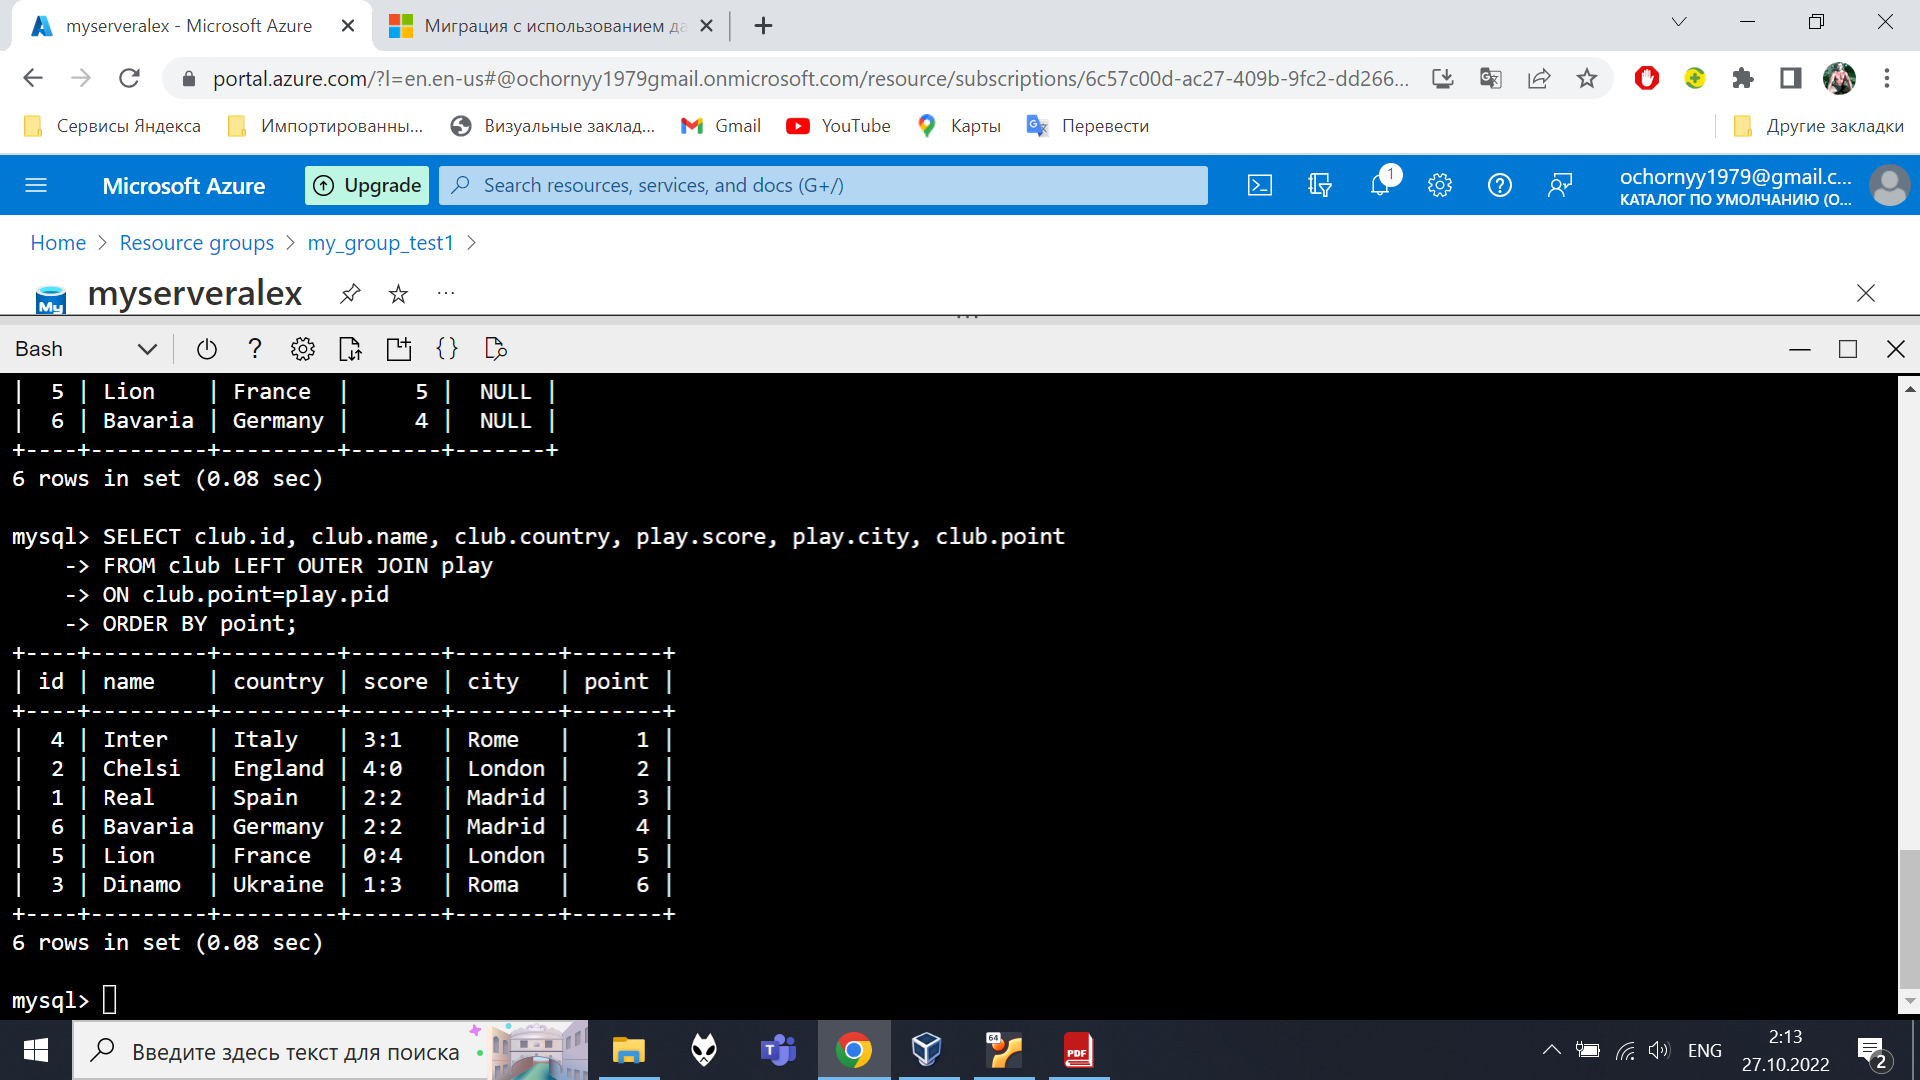 myserveralex - Microsoft Azure
Миграция с использованием да
portal.azure.com/?l=en.en-us#@ochornyy1979gmail.onmicrosoft.com/resource/subscriptions/6c57c00d-ac27-409b-9fc2-dd266...
Сервисы Яндекса
Импортированны...
Визуальные заклад...
Gmail
YouTube
Карты
Перевести
Другие закладки
Microsoft Azure
Upgrade
Search resources, services, and docs (G+/)
1
ochornyy1979@gmail.c...
КАТАЛОГ ПО УМОЛЧАНИЮ (О...
Home > Resource groups > my_group_test1 >
My
myserveralex
Bash
|  5 | Lion    | France  |     5 |  NULL |
|  6 | Bavaria | Germany |     4 |  NULL |
+----+---------+---------+-------+-------+
6 rows in set (0.08 sec)
mysql> SELECT club.id, club.name, club.country, play.score, play.city, club.point
    -> FROM club LEFT OUTER JOIN play
    -> ON club.point=play.pid
    -> ORDER BY point;
+----+---------+---------+-------+--------+-------+
| id | name    | country | score | city   | point |
+----+---------+---------+-------+--------+-------+
|  4 | Inter   | Italy   | 3:1   | Rome   |     1 |
|  2 | Chelsi  | England | 4:0   | London |     2 |
|  1 | Real    | Spain   | 2:2   | Madrid |     3 |
|  6 | Bavaria | Germany | 2:2   | Madrid |     4 |
|  5 | Lion    | France  | 0:4   | London |     5 |
|  3 | Dinamo  | Ukraine | 1:3   | Roma   |     6 |
+----+---------+---------+-------+--------+-------+
6 rows in set (0.08 sec)
mysql>
Введите здесь текст для поиска
T
64
PDF
ENG
2:13
27.10.2022
2